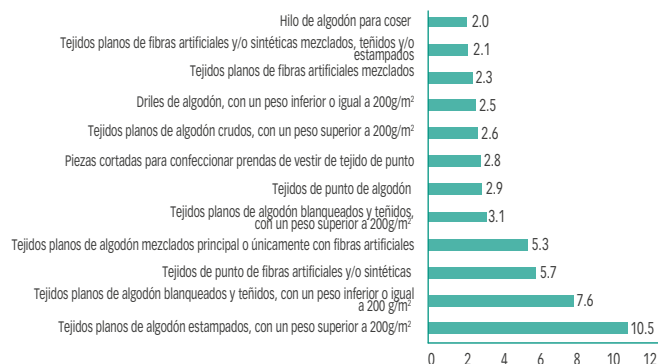 Hilo de algodón para coser 2.0
Tejidos planos de fibras artificiales y/o sintéticas mezclados, teñidos y/o
estampados 2.1
Tejidos planos de fibras artificiales mezclados 2.3
Driles de algodón, con un peso inferior o igual a 200g/m² 2.5
Tejidos planos de algodón crudos, con un peso superior a 200g/m² 2.6
Piezas cortadas para confeccionar prendas de vestir de tejido de punto 2.8
Tejidos de punto de algodón 2.9
Tejidos planos de algodón blanqueados y teñidos,
con un peso superior a 200g/m² 3.1
Tejidos planos de algodón mezclados principal o únicamente con fibras artificiales 5.3
Tejidos de punto de fibras artificiales y/o sintéticas 5.7
Tejidos planos de algodón blanqueados y teñidos, con un peso inferior o igual
a 200 g/m² 7.6
Tejidos planos de algodón estampados, con un peso superior a 200g/m² 10.5
0 2 4 6 8 10 12